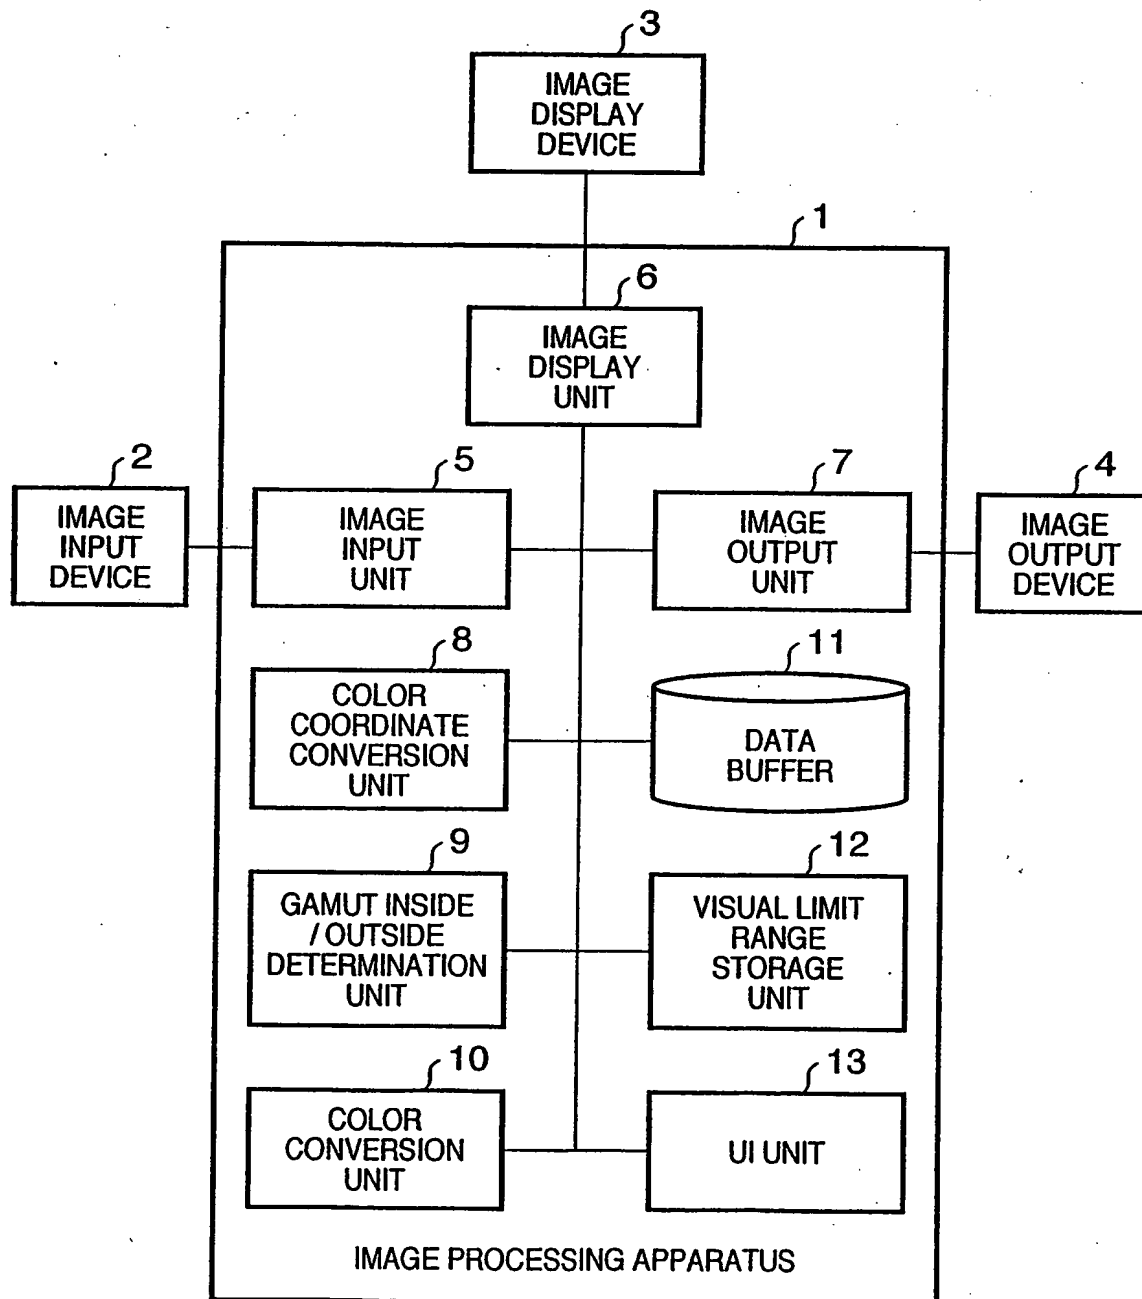 3
IMAGE
DISPLAY
DEVICE
1
6
IMAGE
DISPLAY
UNIT
2
IMAGE
INPUT
DEVICE
5
IMAGE
INPUT
UNIT
7
IMAGE
OUTPUT
UNIT
4
IMAGE
OUTPUT
DEVICE
8
COLOR
COORDINATE
CONVERSION
UNIT
11
DATA
BUFFER
9
GAMUT INSIDE
/ OUTSIDE
DETERMINATION
UNIT
12
VISUAL LIMIT
RANGE
STORAGE
UNIT
10
COLOR
CONVERSION
UNIT
13
UI UNIT
IMAGE PROCESSING APPARATUS